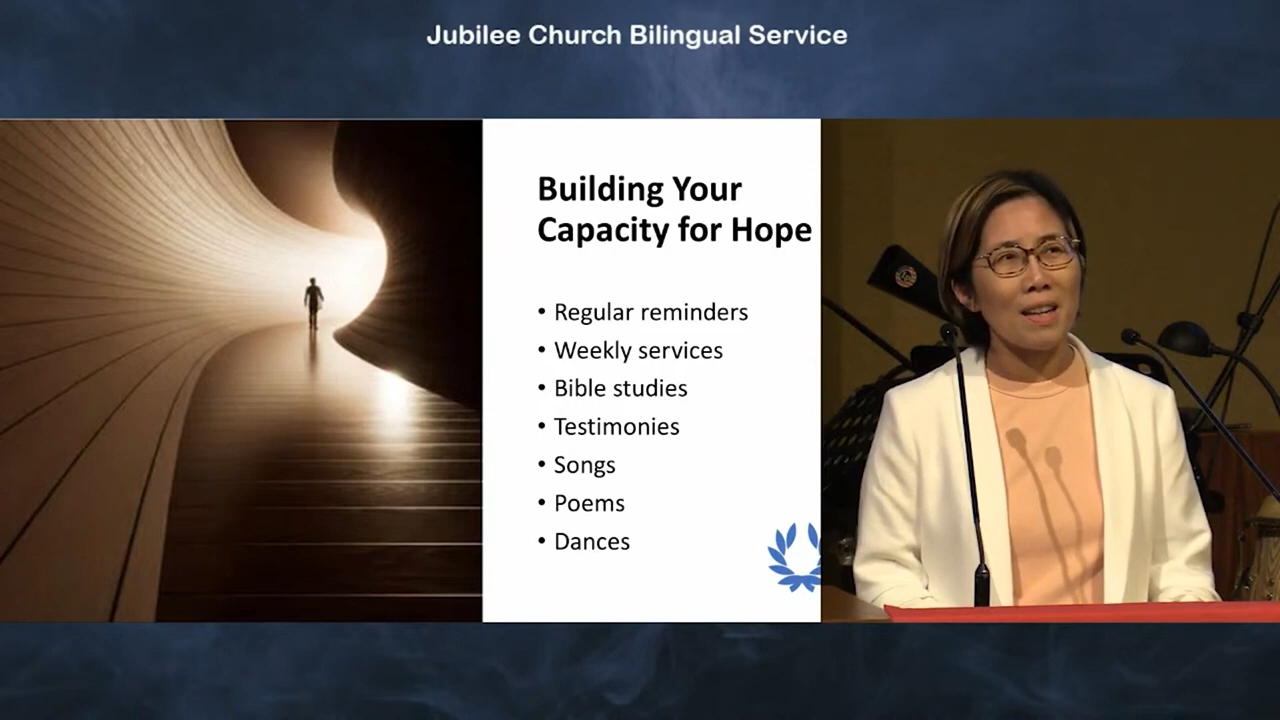 Jubilee Church Bilingual Service
Building Your
Capacity for Hope
• Regular reminders
• Weekly services
• Bible studies
• Testimonies
• Songs
• Poems
• Dances